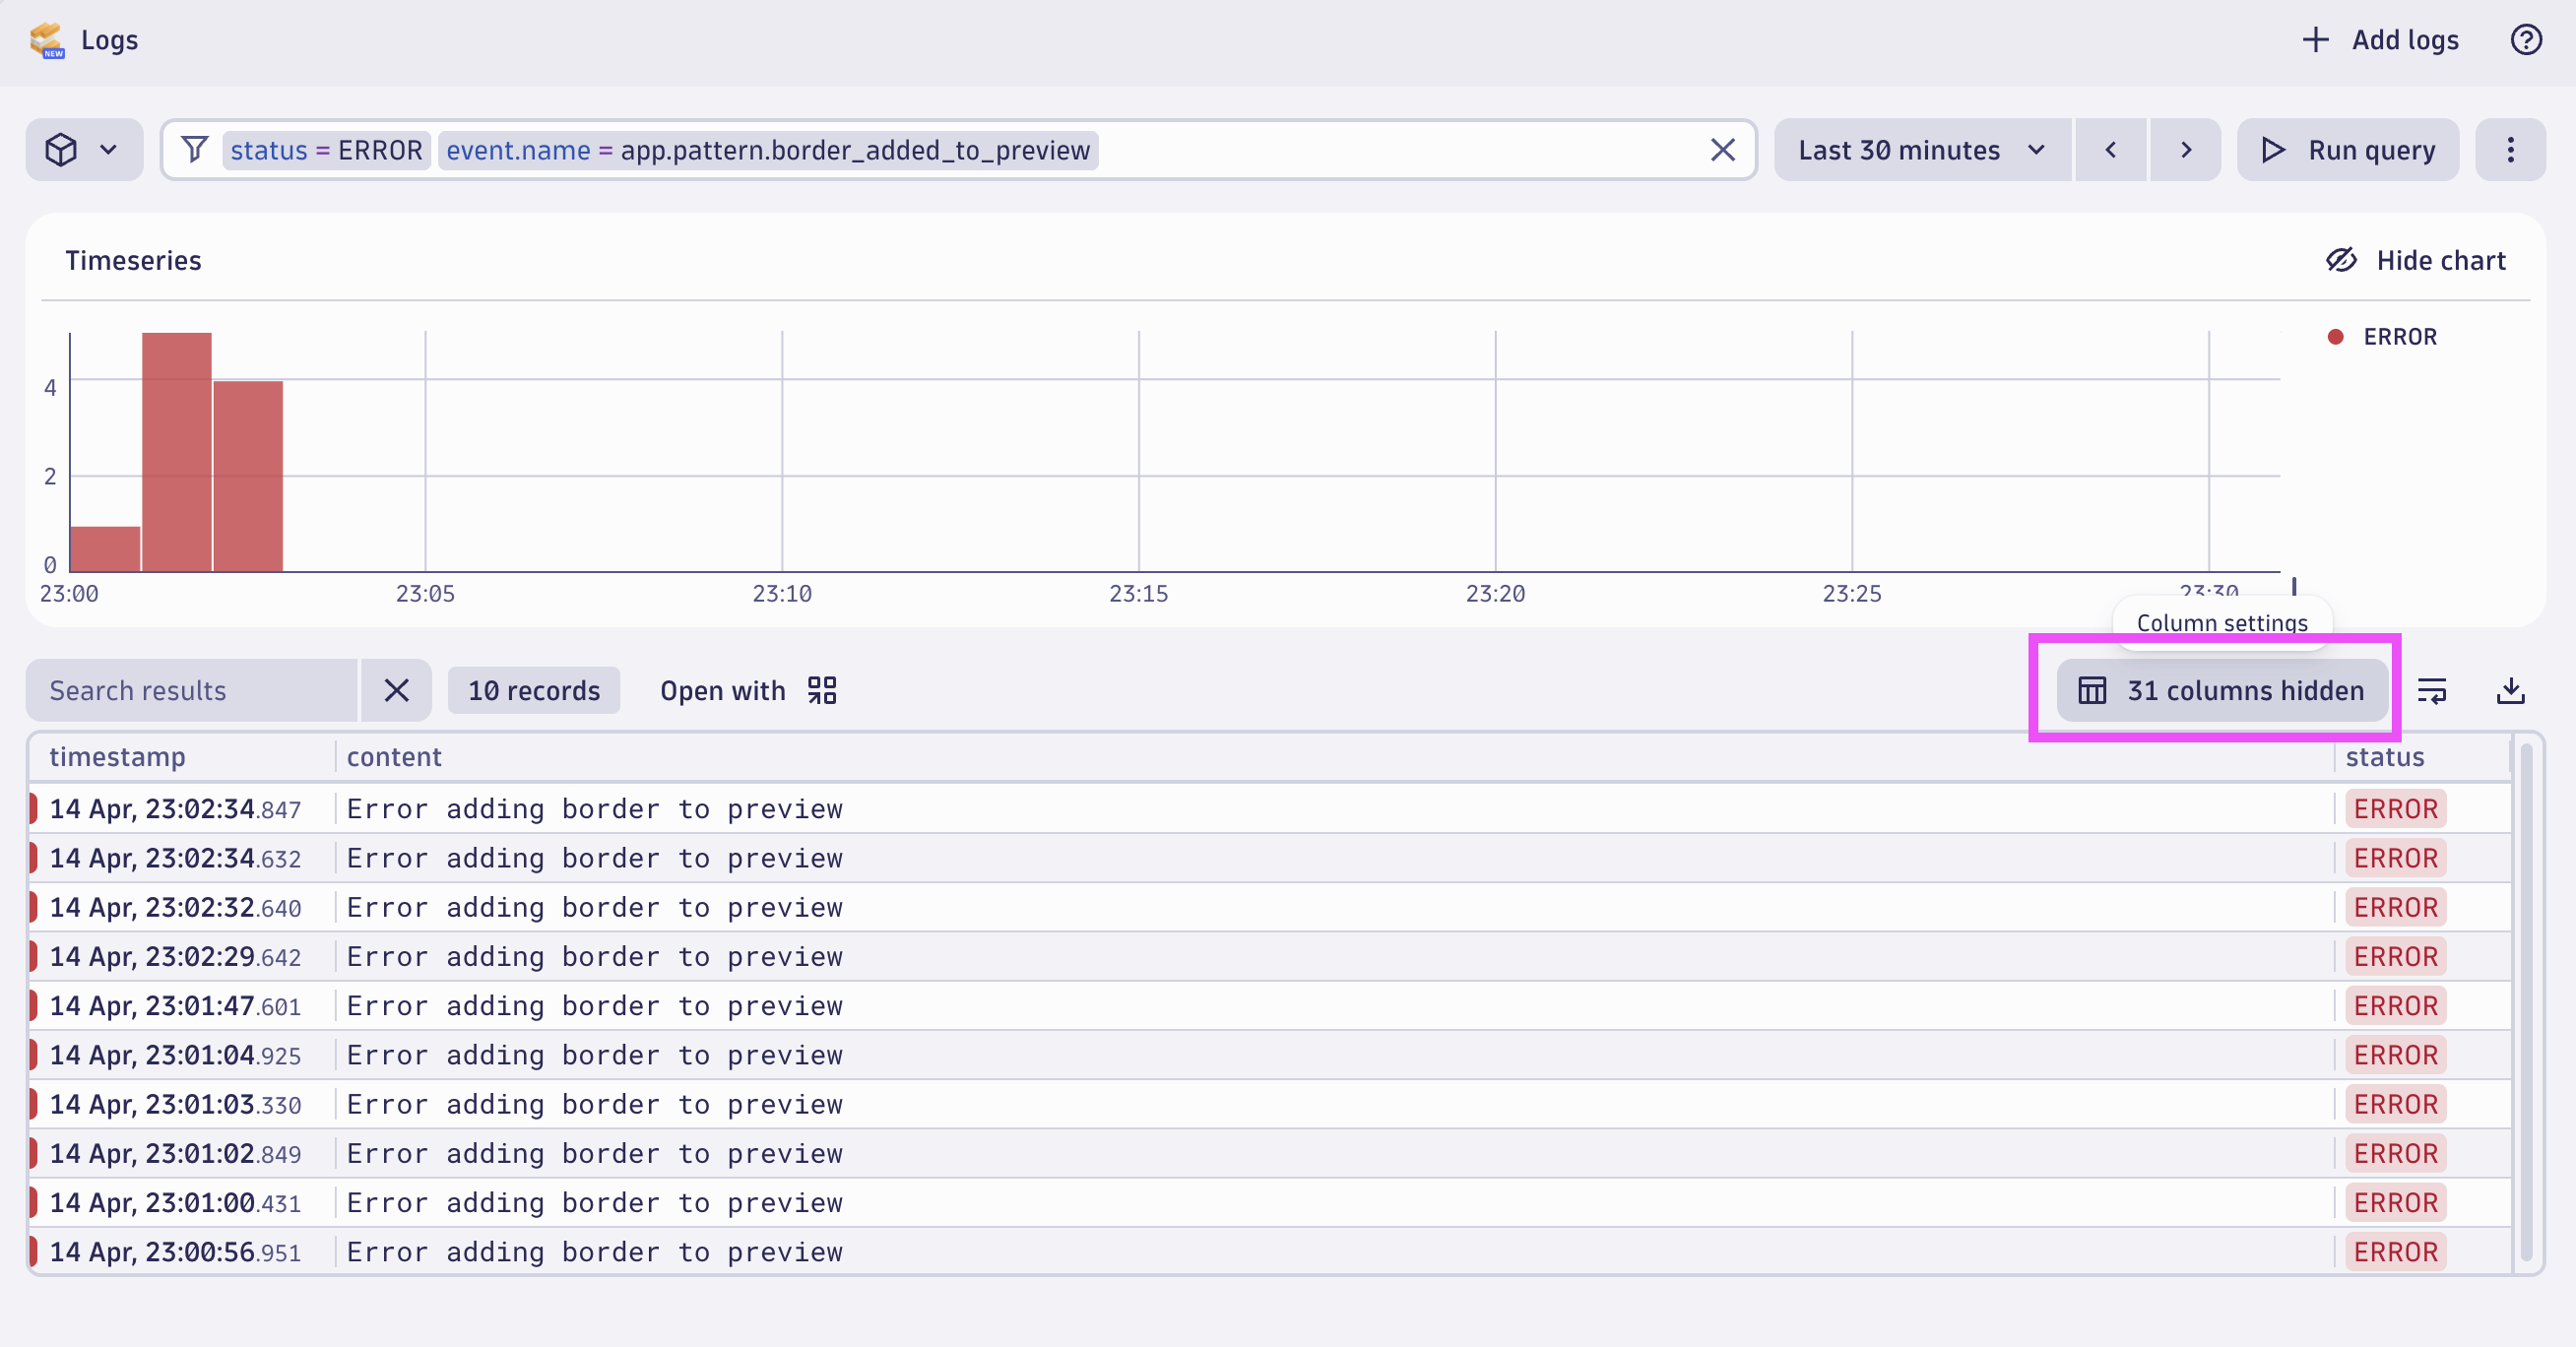 NEW
Logs
Add logs
status = ERROR event.name = app.pattern.border_added_to_preview
Last 30 minutes
Run query
Timeseries
Hide chart
ERROR
4
2
0
23:00 23:05 23:10 23:15 23:20 23:25 23:30
Column settings
Search results
10 records
Open with
31 columns hidden
timestamp content status
14 Apr, 23:02:34.847 Error adding border to preview ERROR
14 Apr, 23:02:34.632 Error adding border to preview ERROR
14 Apr, 23:02:32.640 Error adding border to preview ERROR
14 Apr, 23:02:29.642 Error adding border to preview ERROR
14 Apr, 23:01:47.601 Error adding border to preview ERROR
14 Apr, 23:01:04.925 Error adding border to preview ERROR
14 Apr, 23:01:03.330 Error adding border to preview ERROR
14 Apr, 23:01:02.849 Error adding border to preview ERROR
14 Apr, 23:01:00.431 Error adding border to preview ERROR
14 Apr, 23:00:56.951 Error adding border to preview ERROR